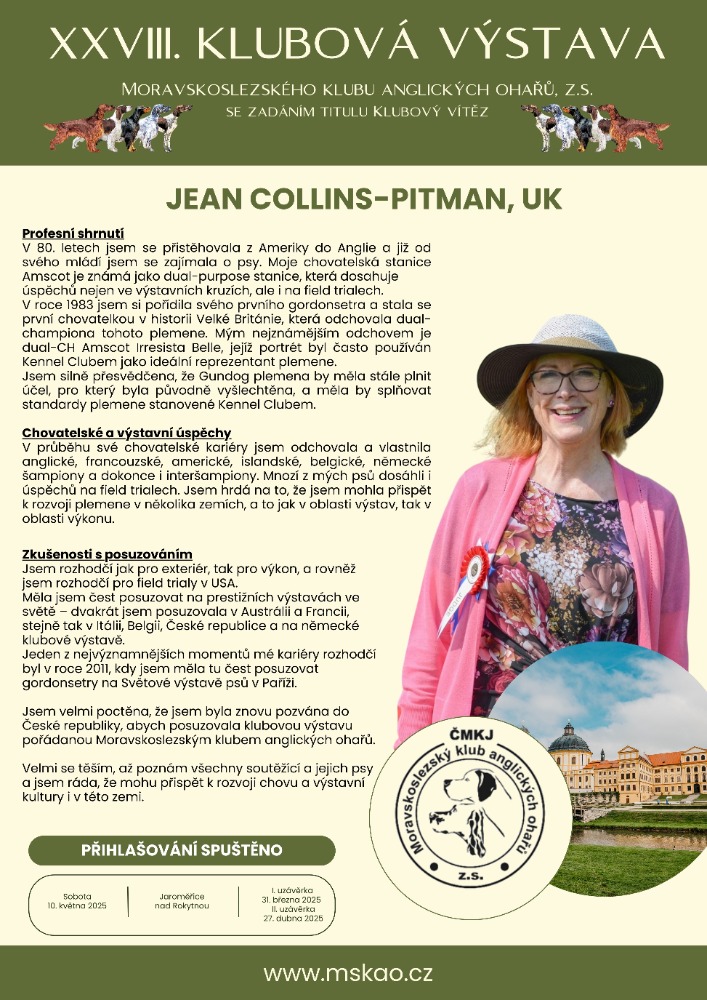 XXVIII. KLUBOVÁ VÝSTAVA
MORAVSKOSLEZSKÉHO KLUBU ANGLICKÝCH OHAŘŮ, Z.S.
SE ZADÁNÍM TITULU KLUBOVÝ VÍTĚZ
JEAN COLLINS-PITMAN, UK
Profesní shrnutí
V 80. letech jsem se přistěhovala z Ameriky do Anglie a již od
svého mládí jsem se zajímala o psy. Moje chovatelská stanice
Amscot je známá jako dual-purpose stanice, která dosahuje
úspěchů nejen ve výstavních kruzích, ale i na field trialech.
V roce 1983 jsem si pořídila svého prvního gordonsetra a stala se
první chovatelkou v historii Velké Británie, která odchovala dual-
championa tohoto plemene. Mým nejznámějším odchovem je
dual-CH Amscot Irresista Belle, jejíž portrét byl často používán
Kennel Clubem jako ideální reprezentant plemene.
Jsem silně přesvědčena, že Gundog plemena by měla stále plnit
účel, pro který byla původně vyšlechtěna, a měla by splňovat
standardy plemene stanovené Kennel Clubem.
Chovatelské a výstavní úspěchy
V průběhu své chovatelské kariéry jsem odchovala a vlastnila
anglické, francouzské, americké, islandské, belgické, německé
šampiony a dokonce i interšampiony. Mnozí z mých psů dosáhli i
úspěchů na field trialech. Jsem hrdá na to, že jsem mohla přispět
k rozvoji plemene v několika zemích, a to jak v oblasti výstav, tak v
oblasti výkonu.
Zkušenosti s posuzováním
Jsem rozhodčí jak pro exteriér, tak pro výkon, a rovněž
jsem rozhodčí pro field trialy v USA.
Měla jsem čest posuzovat na prestižních výstavách ve
světě – dvakrát jsem posuzovala v Austrálii a Francii,
stejně tak v Itálii, Belgii, České republice a na německé
klubové výstavě.
Jeden z nejvýznamnějších momentů mé kariéry rozhodčí
byl v roce 2011, kdy jsem měla tu čest posuzovat
gordonsetry na Světové výstavě psů v Paříži.
Jsem velmi poctěna, že jsem byla znovu pozvána do
České republiky, abych posuzovala klubovou výstavu
pořádanou Moravskoslezským klubem anglických ohařů.
Velmi se těším, až poznám všechny soutěžící a jejich psy
a jsem ráda, že mohu přispět k rozvoji chovu a výstavní
kultury i v této zemi.
ČMKJ
Moravskoslezský klub anglických ohařů
z.s.
PŘIHLAŠOVÁNÍ SPUŠTĚNO
Sobota
10. května 2025
Jaroměřice
nad Rokytnou
I. uzávěrka
31. března 2025
II. uzávěrka
27. dubna 2025
www.mskao.cz